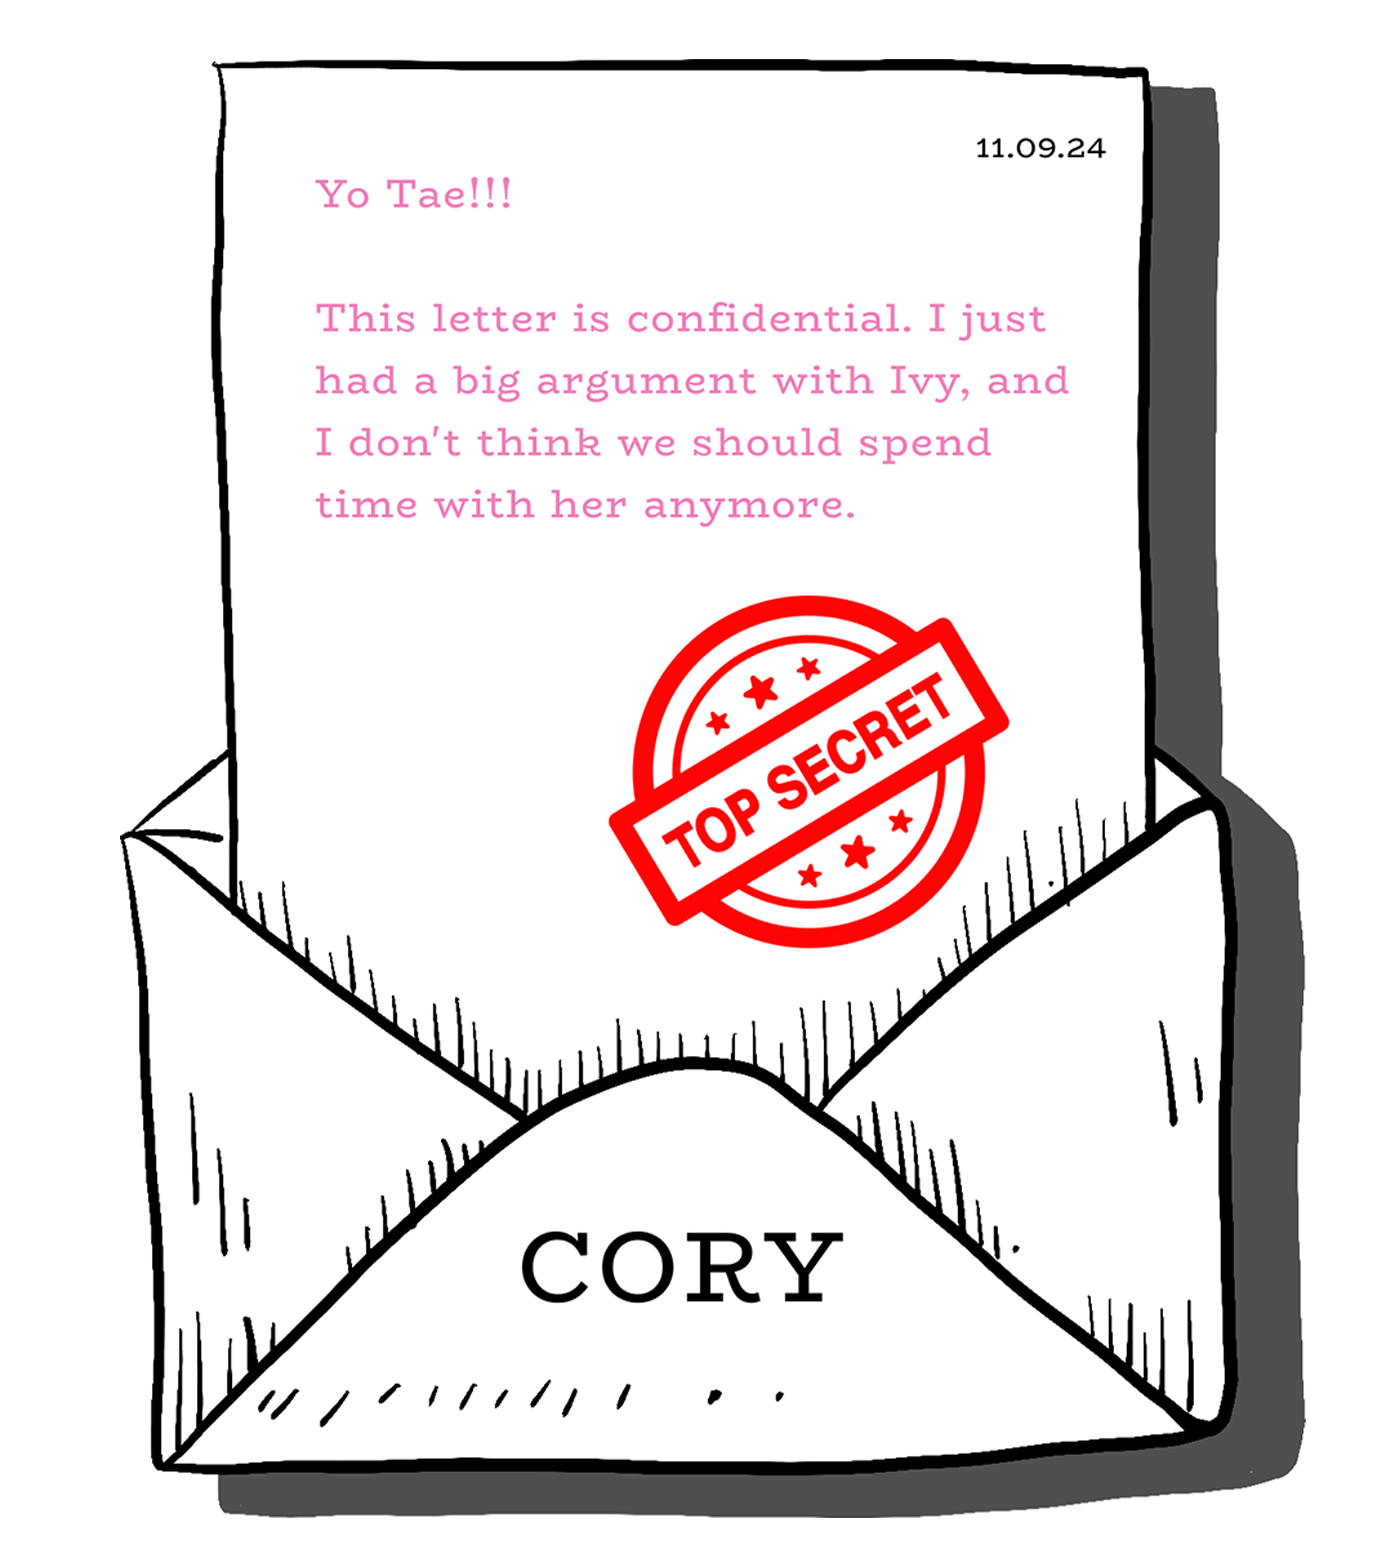 11.09.24
Yo Tae!!!
This letter is confidential. I just
had a big argument with Ivy, and
I don't think we should spend
time with her anymore.
TOP SECRET
CORY